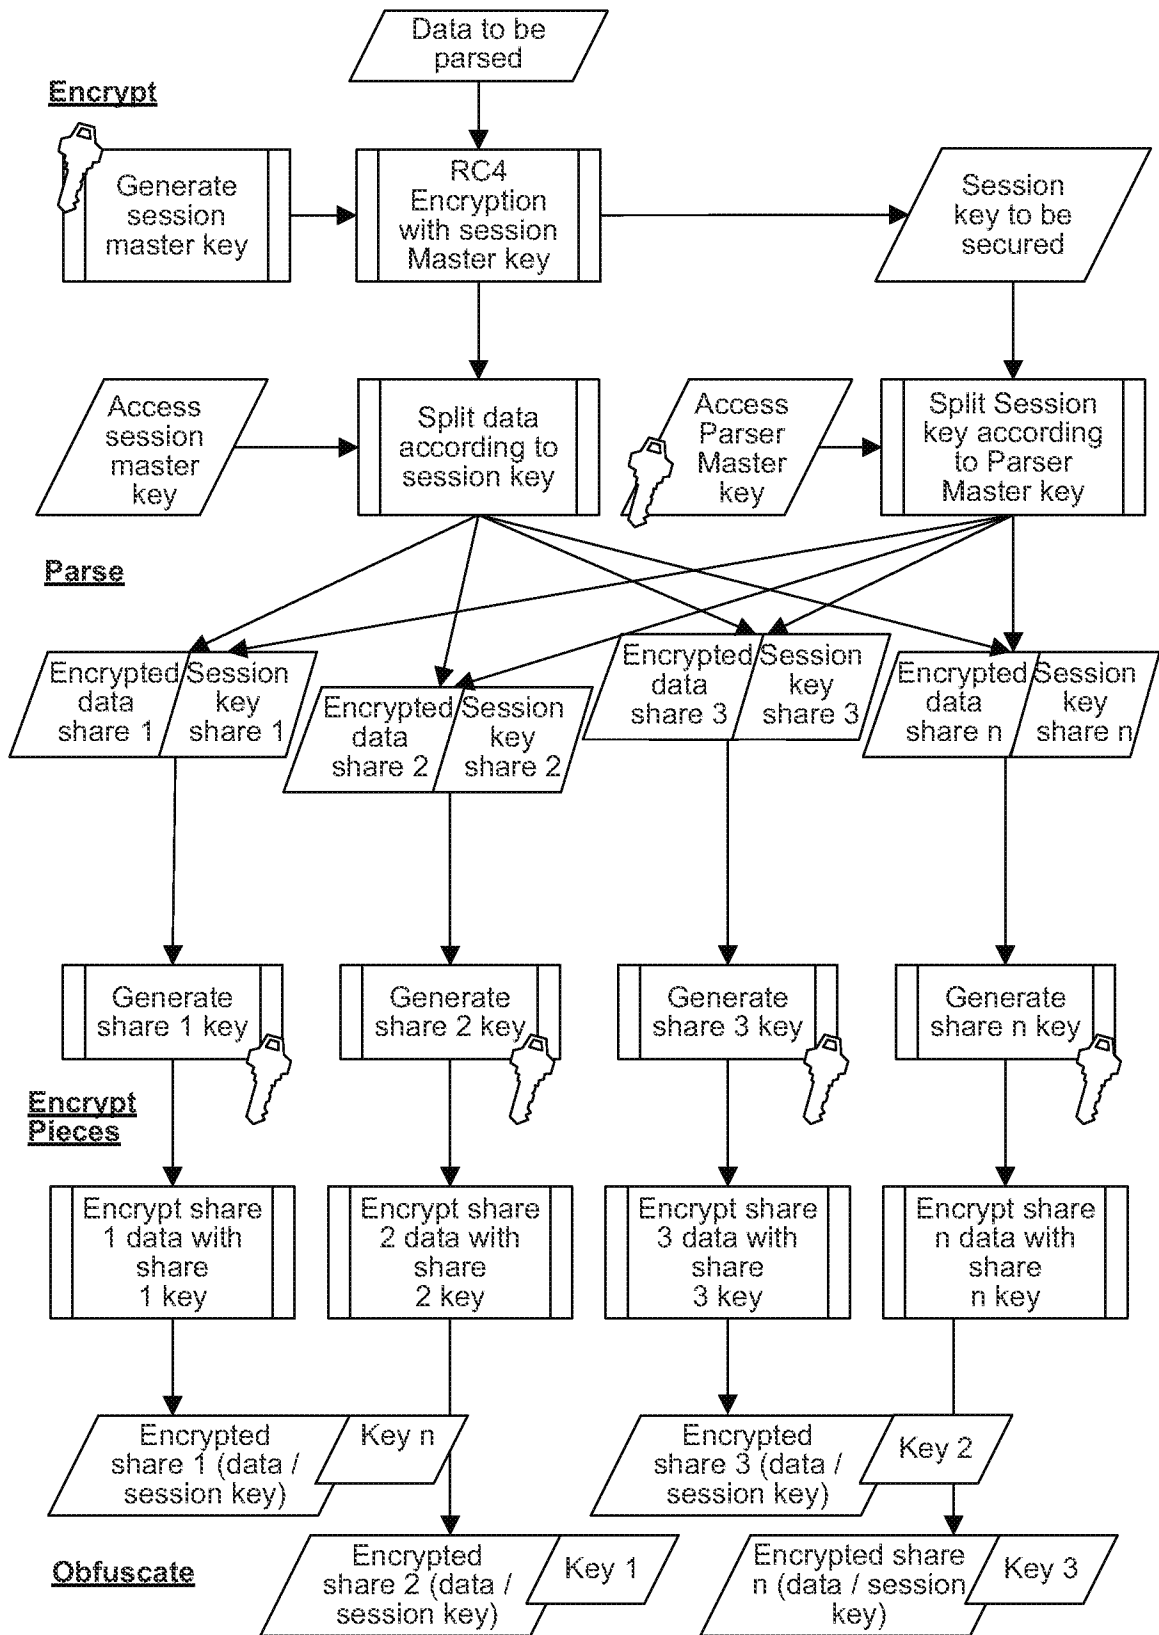 Data to be
parsed
Encrypt
Generate
session
master key
RC4
Encryption
with session
Master key
Session
key to be
secured
Access
session
master
key
Split data
according to
session key
Access
Parser
Master
key
Split Session
key according
to Parser
Master key
Parse
Encrypted
data
share 1
Session
key
share 1
Encrypted
data
share 2
Session
key
share 2
Encrypted
data
share 3
Session
key
share 3
Encrypted
data
share n
Session
key
share n
Generate
share 1 key
Generate
share 2 key
Generate
share 3 key
Generate
share n key
Encrypt
Pieces
Encrypt share
1 data with
share
1 key
Encrypt share
2 data with
share
2 key
Encrypt share
3 data with
share
3 key
Encrypt share
n data with
share
n key
Encrypted
share 1 (data /
session key)
Key n
Encrypted
share 3 (data /
session key)
Key 2
Obfuscate
Encrypted
share 2 (data /
session key)
Key 1
Encrypted share
n (data / session
key)
Key 3